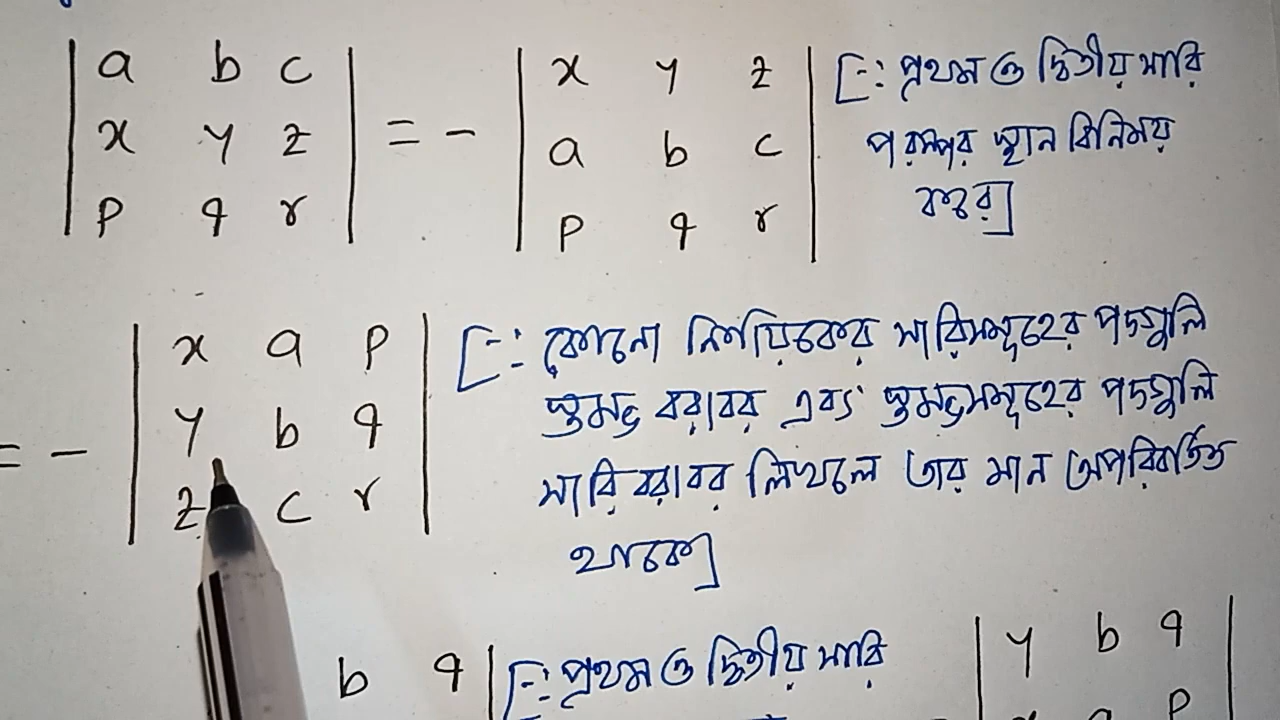 | a b c | | x y z | [∵ প্রথম ও দ্বিতীয় সারি
| x y z | = - | a b c | পরস্পর স্থান বিনিময়
| p q r | | p q r | করে]
| x a p | [∵ কোনো নির্ণায়কের সারিসমূহের পদগুলি
= - | y b q | স্তম্ভ বরাবর এবং স্তম্ভসমূহের পদগুলি
| z c r | সারি বরাবর লিখলে তার মান অপরিবর্তিত
থাকে]
b q | [∵ প্রথম ও দ্বিতীয় সারি | y b q |
p